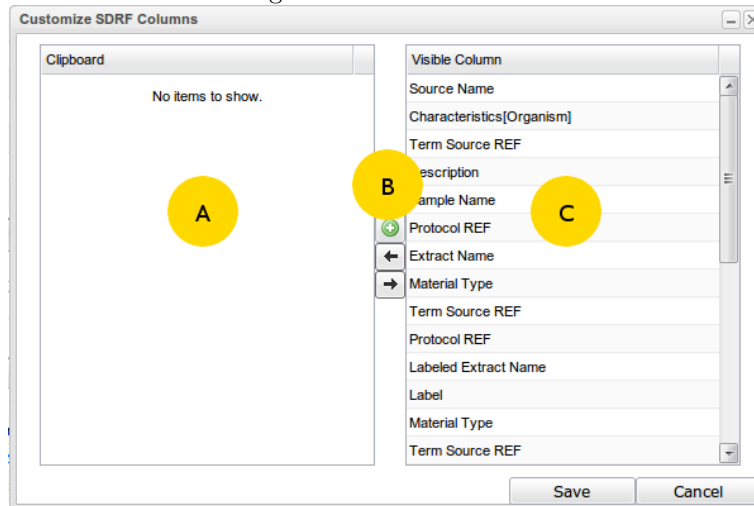 Customize SDRF Columns
Clipboard
No items to show.
A
B
Visible Column
Source Name
Characteristics[Organism]
Term Source REF
Name
C
Protocol REF
Extract Name
Material Type
Term Source REF
Protocol REF
Labeled Extract Name
Label
Material Type
Term Source REF
Save
Cancel